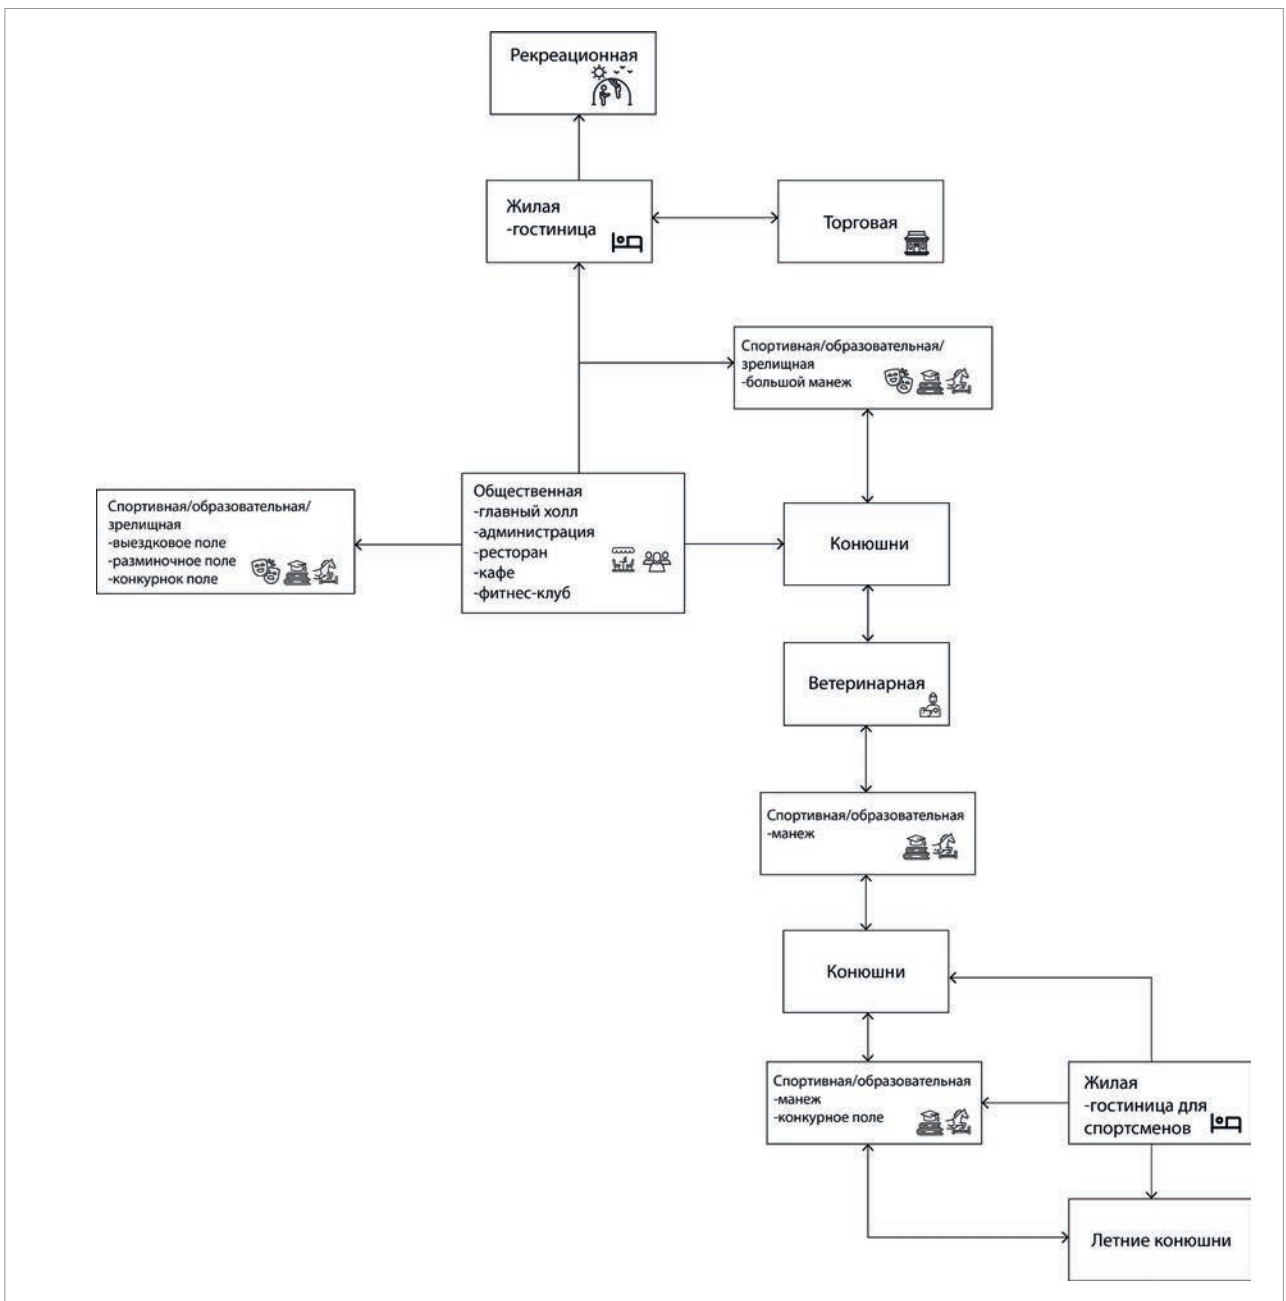 Рекреационная
Жилая
-гостиница
Торговая
Спортивная/образовательная/
зрелищная
-большой манеж
Спортивная/образовательная/
зрелищная
-выездковое поле
-разминочное поле
-конкурнок поле
Общественная
-главный холл
-администрация
-ресторан
-кафе
-фитнес-клуб
Конюшни
Ветеринарная
Спортивная/образовательная
-манеж
Конюшни
Спортивная/образовательная
-манеж
-конкурное поле
Жилая
-гостиница для
спортсменов
Летние конюшни